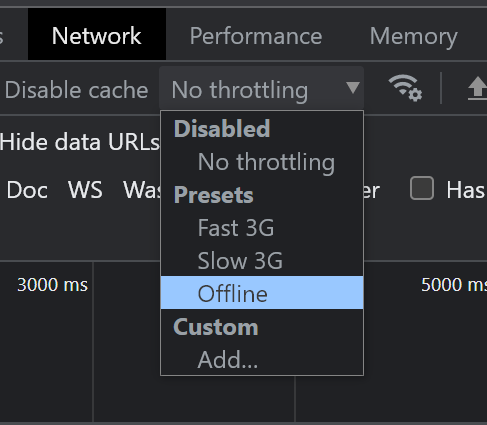 Network Performance Memory
Disable cache No throttling
Disabled
Hide data URLs
No throttling
Doc WS Has
Presets
Fast 3G
Slow 3G
3000 ms 5000 ms
Offline
Custom
Add...